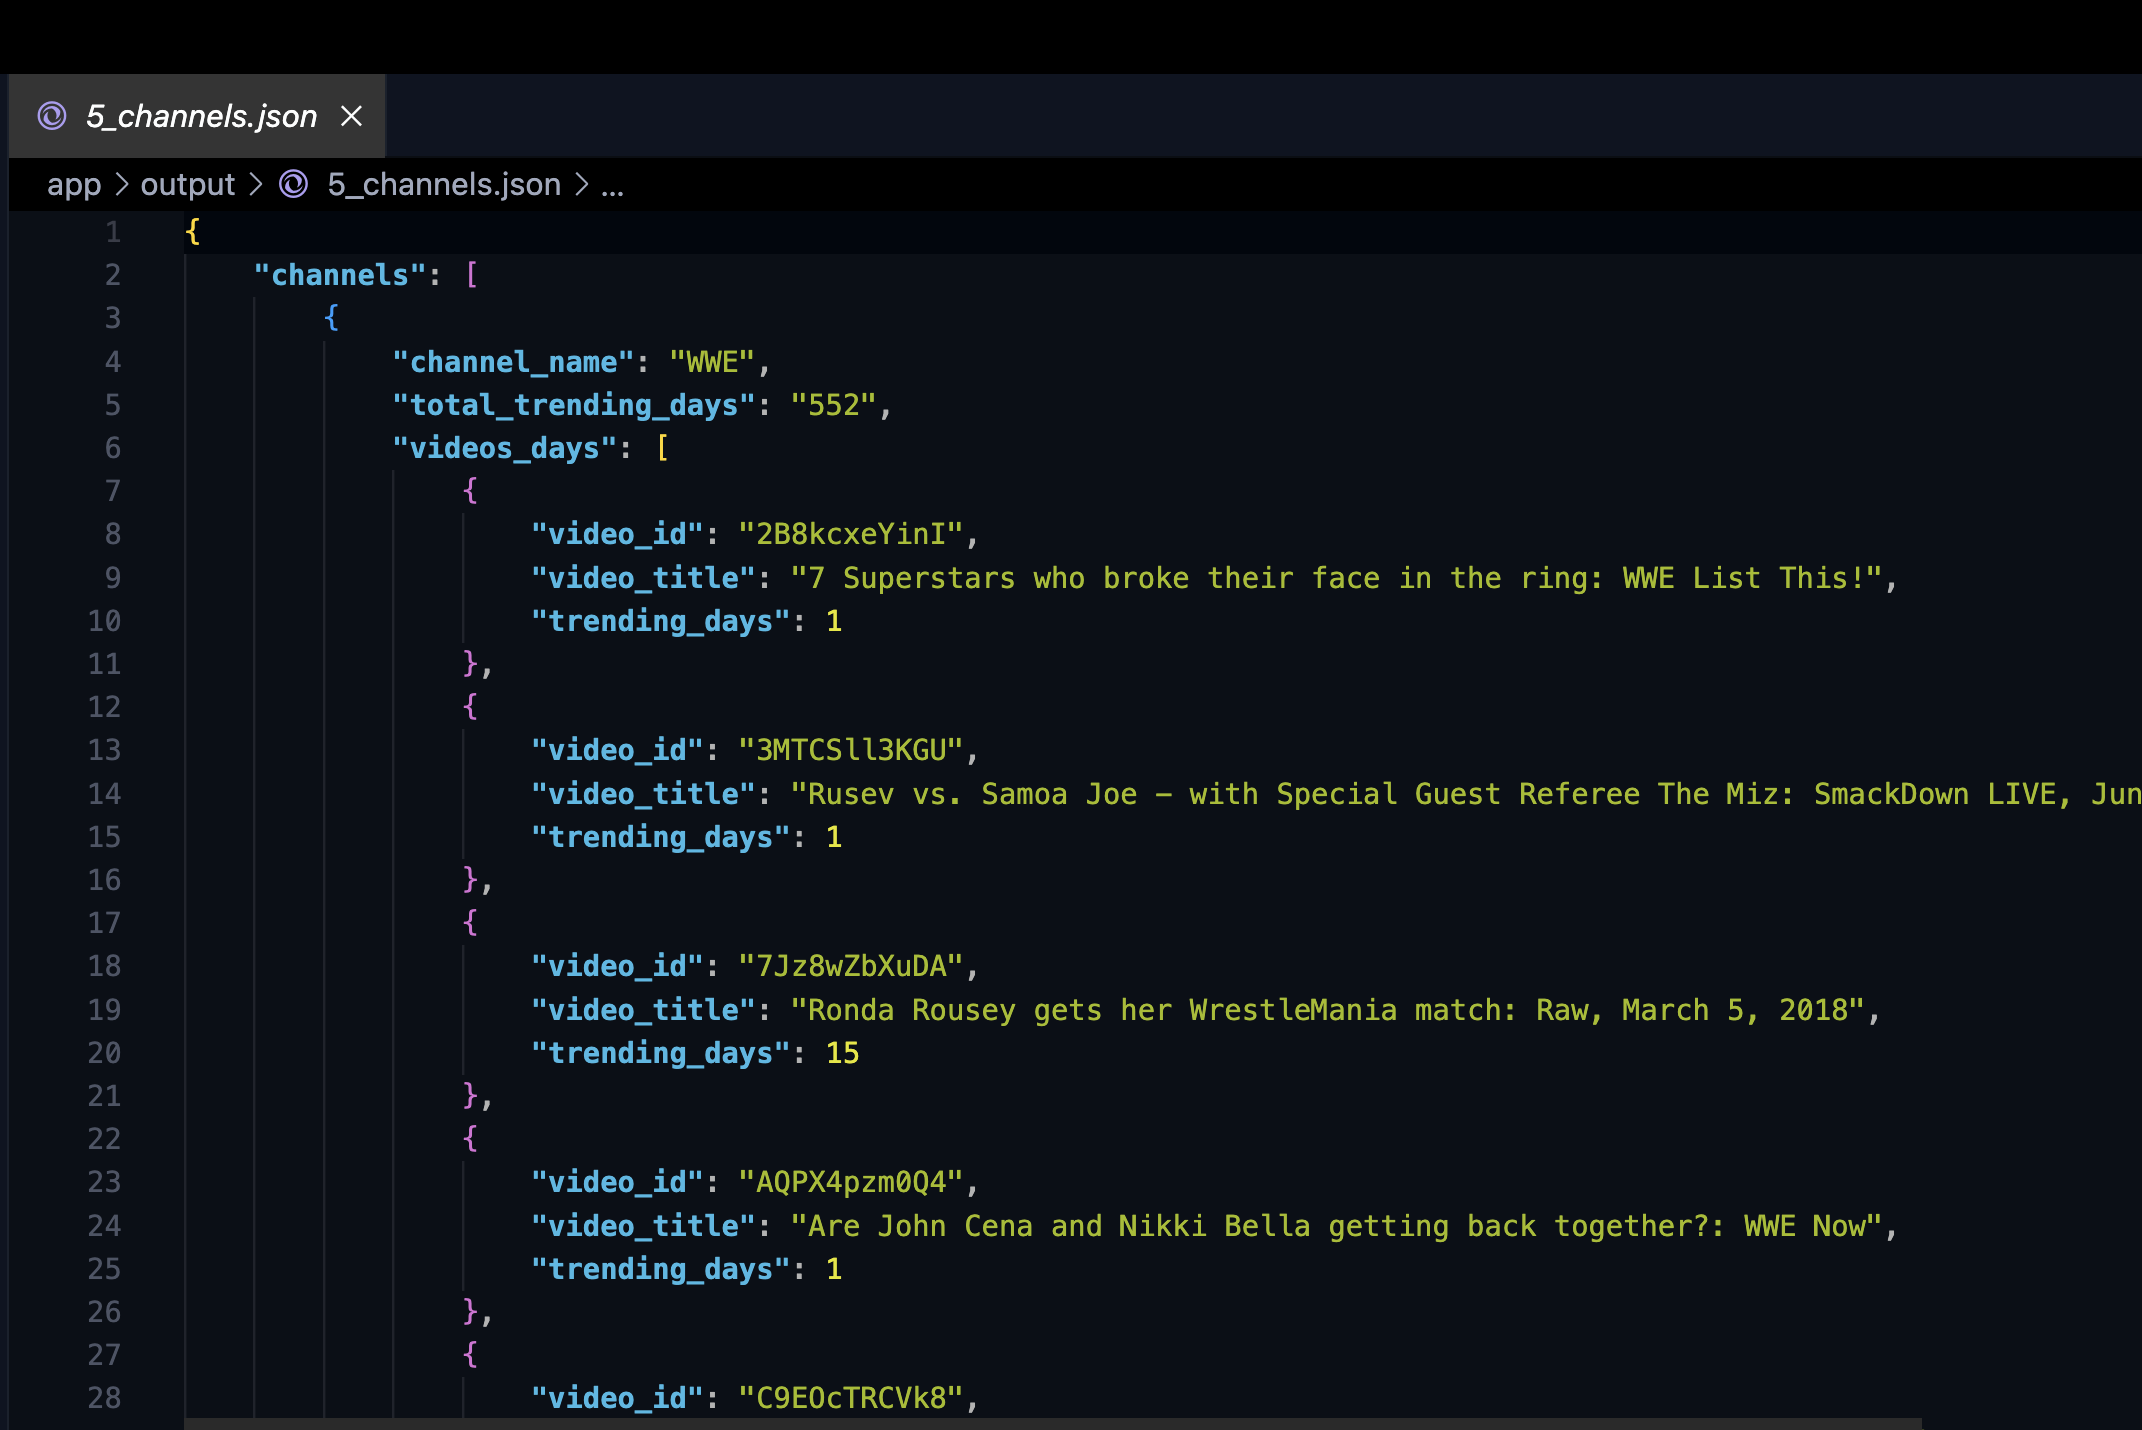 5_channels.json
app > output > 5_channels.json > ...
1 {
2 "channels": [
3 {
4 "channel_name": "WWE",
5 "total_trending_days": "552",
6 "videos_days": [
7 {
8 "video_id": "2B8kcxeYinI",
9 "video_title": "7 Superstars who broke their face in the ring: WWE List This!",
10 "trending_days": 1
11 },
12 {
13 "video_id": "3MTCSll3KGU",
14 "video_title": "Rusev vs. Samoa Joe – with Special Guest Referee The Miz: SmackDown LIVE, Jun
15 "trending_days": 1
16 },
17 {
18 "video_id": "7Jz8wZbXuDA",
19 "video_title": "Ronda Rousey gets her WrestleMania match: Raw, March 5, 2018",
20 "trending_days": 15
21 },
22 {
23 "video_id": "AQPX4pzm0Q4",
24 "video_title": "Are John Cena and Nikki Bella getting back together?: WWE Now",
25 "trending_days": 1
26 },
27 {
28 "video_id": "C9EOcTRCVk8",